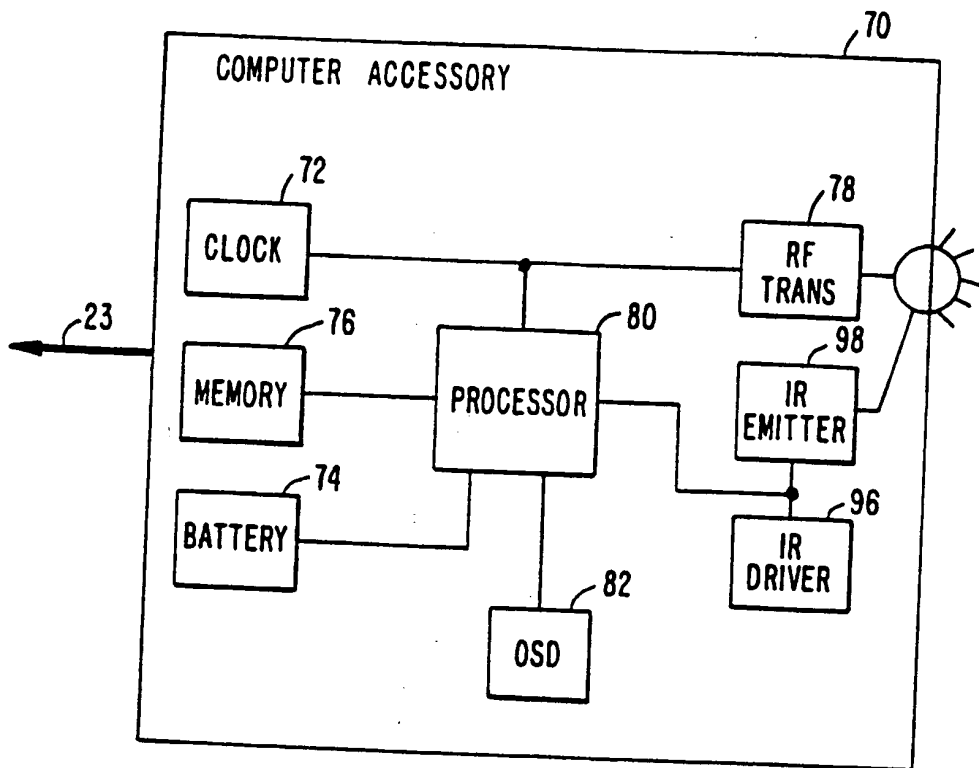 70
COMPUTER ACCESSORY
72
CLOCK
78
RF
TRANS
23
76
MEMORY
80
PROCESSOR
98
IR
EMITTER
74
BATTERY
96
IR
DRIVER
82
OSD